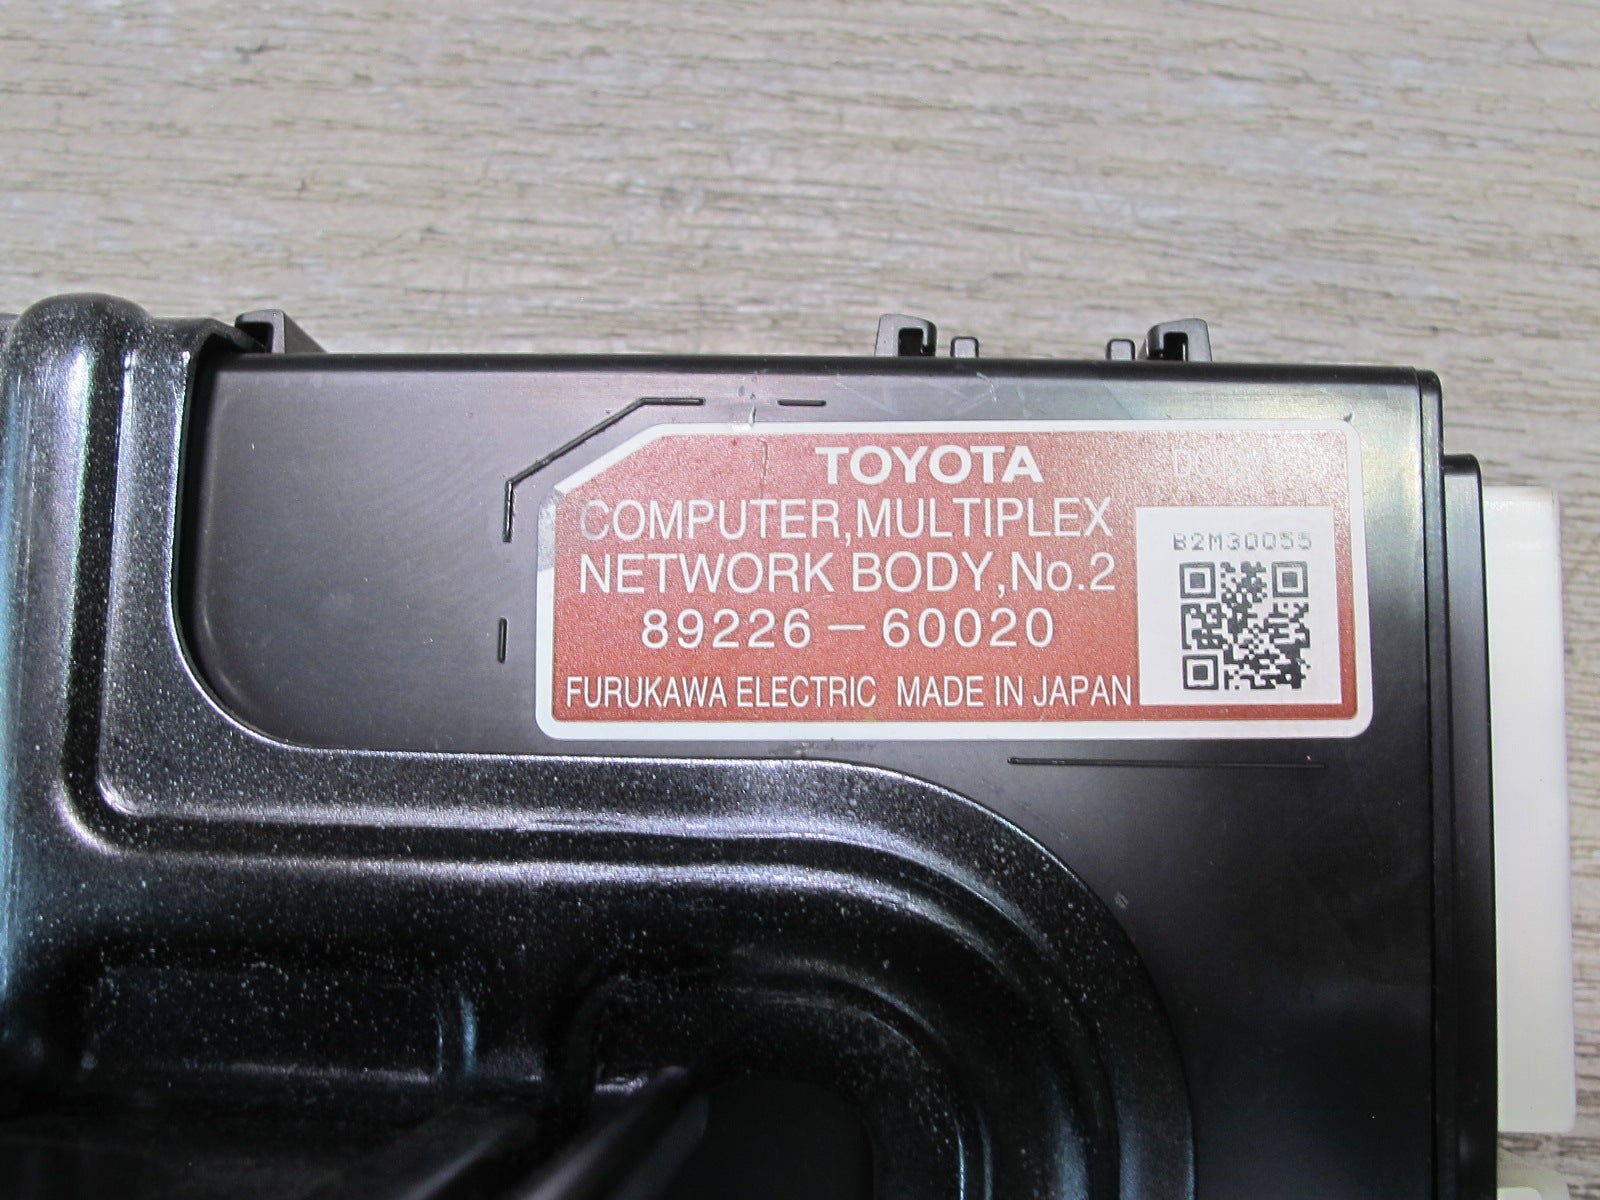 TOYOTA
COMPUTER,MULTIPLEX
NETWORK BODY,No.2
89226-60020
FURUKAWA ELECTRIC MADE IN JAPAN
B2M30055